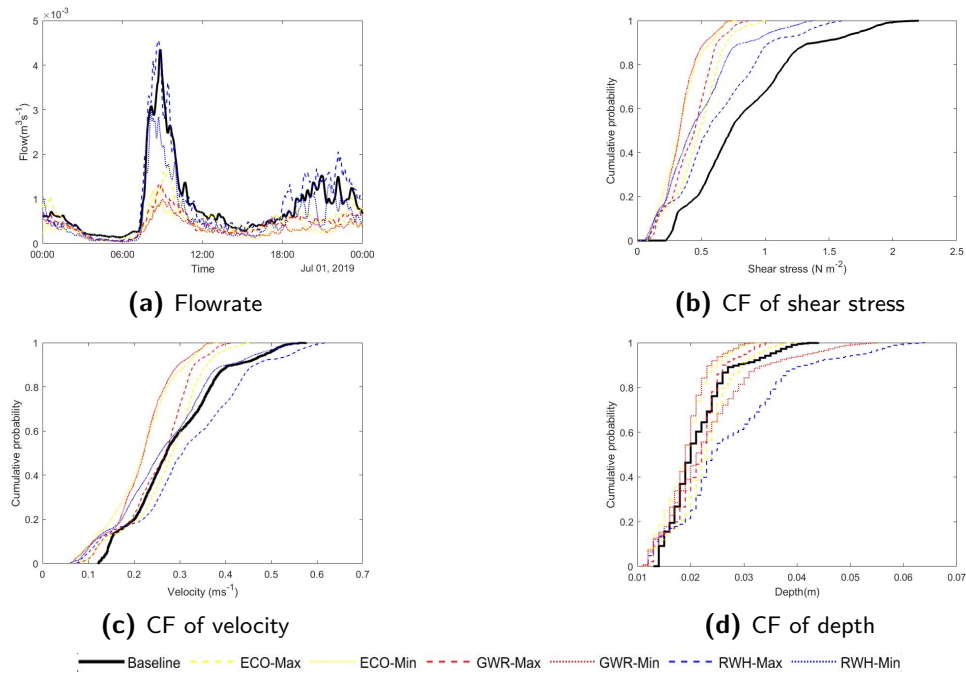 ×10⁻³
5
4
3
2
1
0
Flow(m³s⁻¹)
00:00 06:00 12:00 18:00 00:00
Time
Jul 01, 2019
(a) Flowrate
1
0.8
0.6
0.4
0.2
0
Cumulative probability
0 0.5 1 1.5 2 2.5
Shear stress (N m⁻²)
(b) CF of shear stress
1
0.8
0.6
0.4
0.2
0
Cumulative probability
0 0.1 0.2 0.3 0.4 0.5 0.6 0.7
Velocity (ms⁻¹)
(c) CF of velocity
1
0.8
0.6
0.4
0.2
0
Cumulative probability
0.01 0.02 0.03 0.04 0.05 0.06 0.07
Depth(m)
(d) CF of depth
Baseline ECO-Max ECO-Min GWR-Max GWR-Min RWH-Max RWH-Min